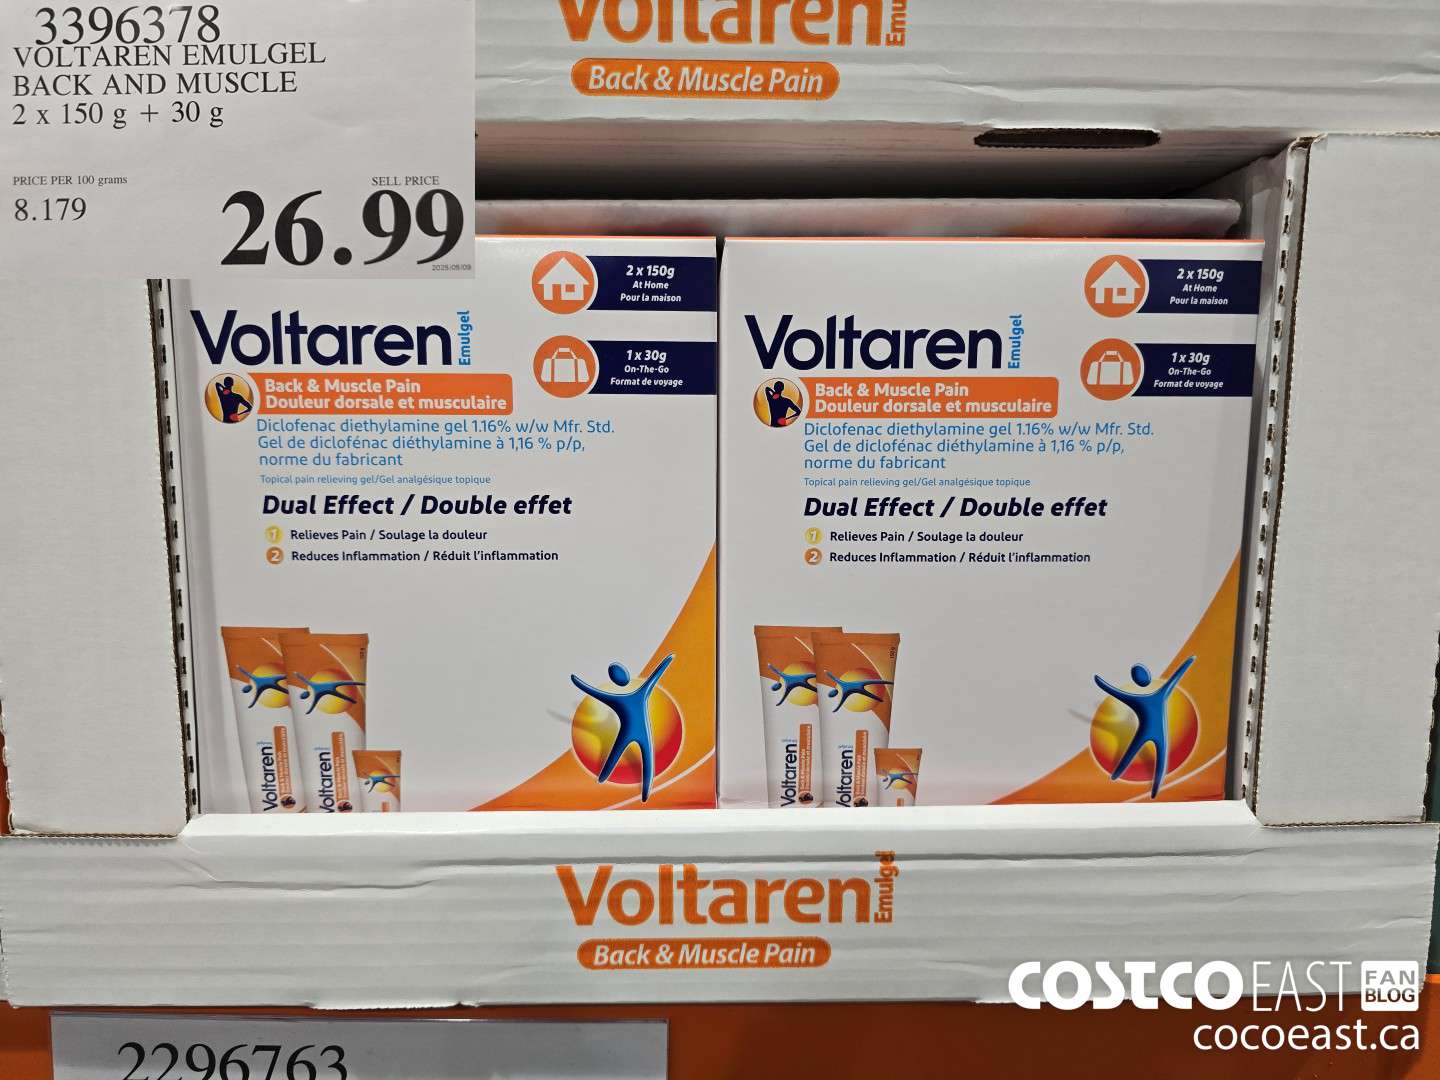 3396378
VOLTAREN EMULGEL
BACK AND MUSCLE
2 x 150 g + 30 g
PRICE PER 100 grams
8.179
SELL PRICE
26.99
Voltaren Emu
Back & Muscle Pain
2 x 150g
At Home
Pour la maison
Voltaren Emulgel
1 x 30g
On-The-Go
Format de voyage
Back & Muscle Pain
Douleur dorsale et musculaire
Diclofenac diethylamine gel 1.16% w/w Mfr. Std.
Gel de diclofénac diéthylamine à 1,16 % p/p,
norme du fabricant
Topical pain relieving gel/Gel analgésique topique
Dual Effect / Double effet
1 Relieves Pain / Soulage la douleur
2 Reduces Inflammation / Réduit l'inflammation
Voltaren
Voltaren
2 x 150g
At Home
Pour la maison
Voltaren Emulgel
1 x 30g
On-The-Go
Format de voyage
Back & Muscle Pain
Douleur dorsale et musculaire
Diclofenac diethylamine gel 1.16% w/w Mfr. Std.
Gel de diclofénac diéthylamine à 1,16 % p/p,
norme du fabricant
Topical pain relieving gel/Gel analgésique topique
Dual Effect / Double effet
1 Relieves Pain / Soulage la douleur
2 Reduces Inflammation / Réduit l'inflammation
Voltaren
Voltaren
Voltaren Emulgel
Back & Muscle Pain
COSTCO EAST FAN BLOG
cocoeast.ca
2296763